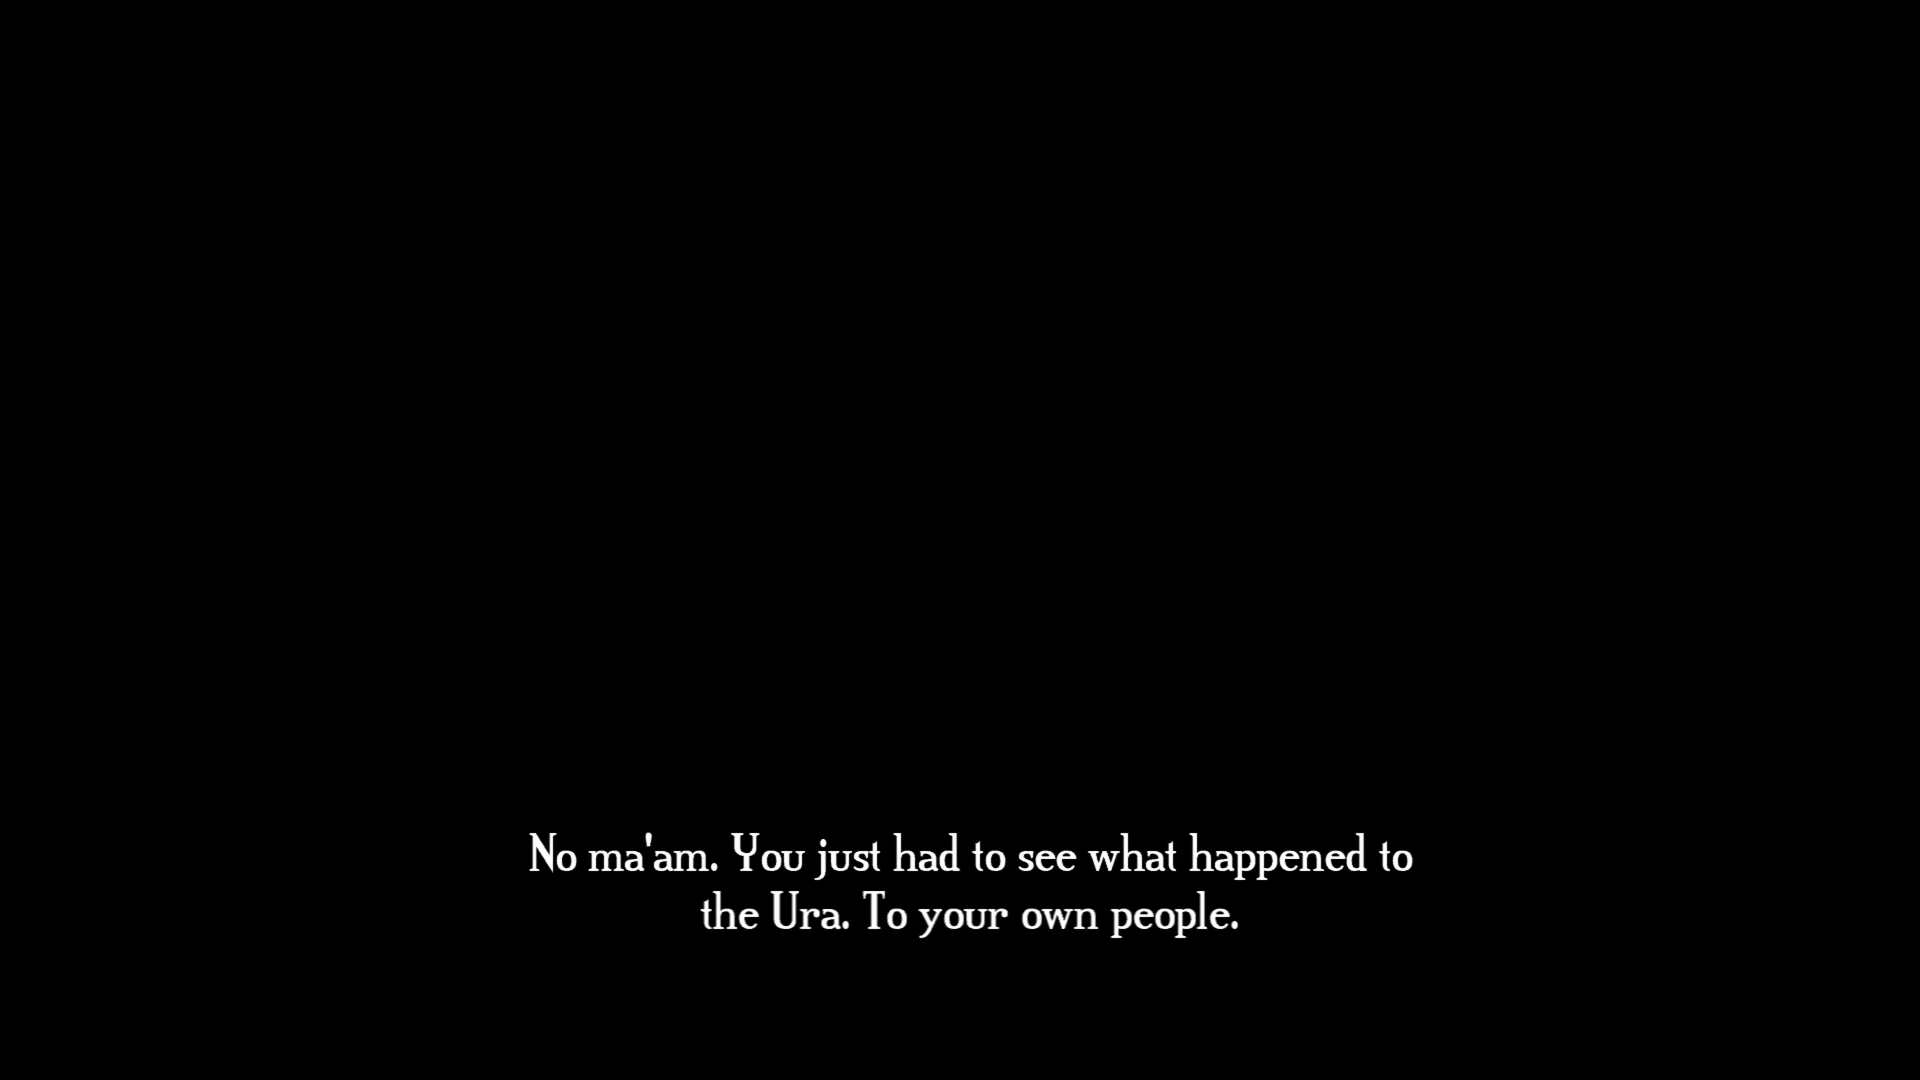 No ma'am. You just had to see what happened to
the Ura. To your own people.